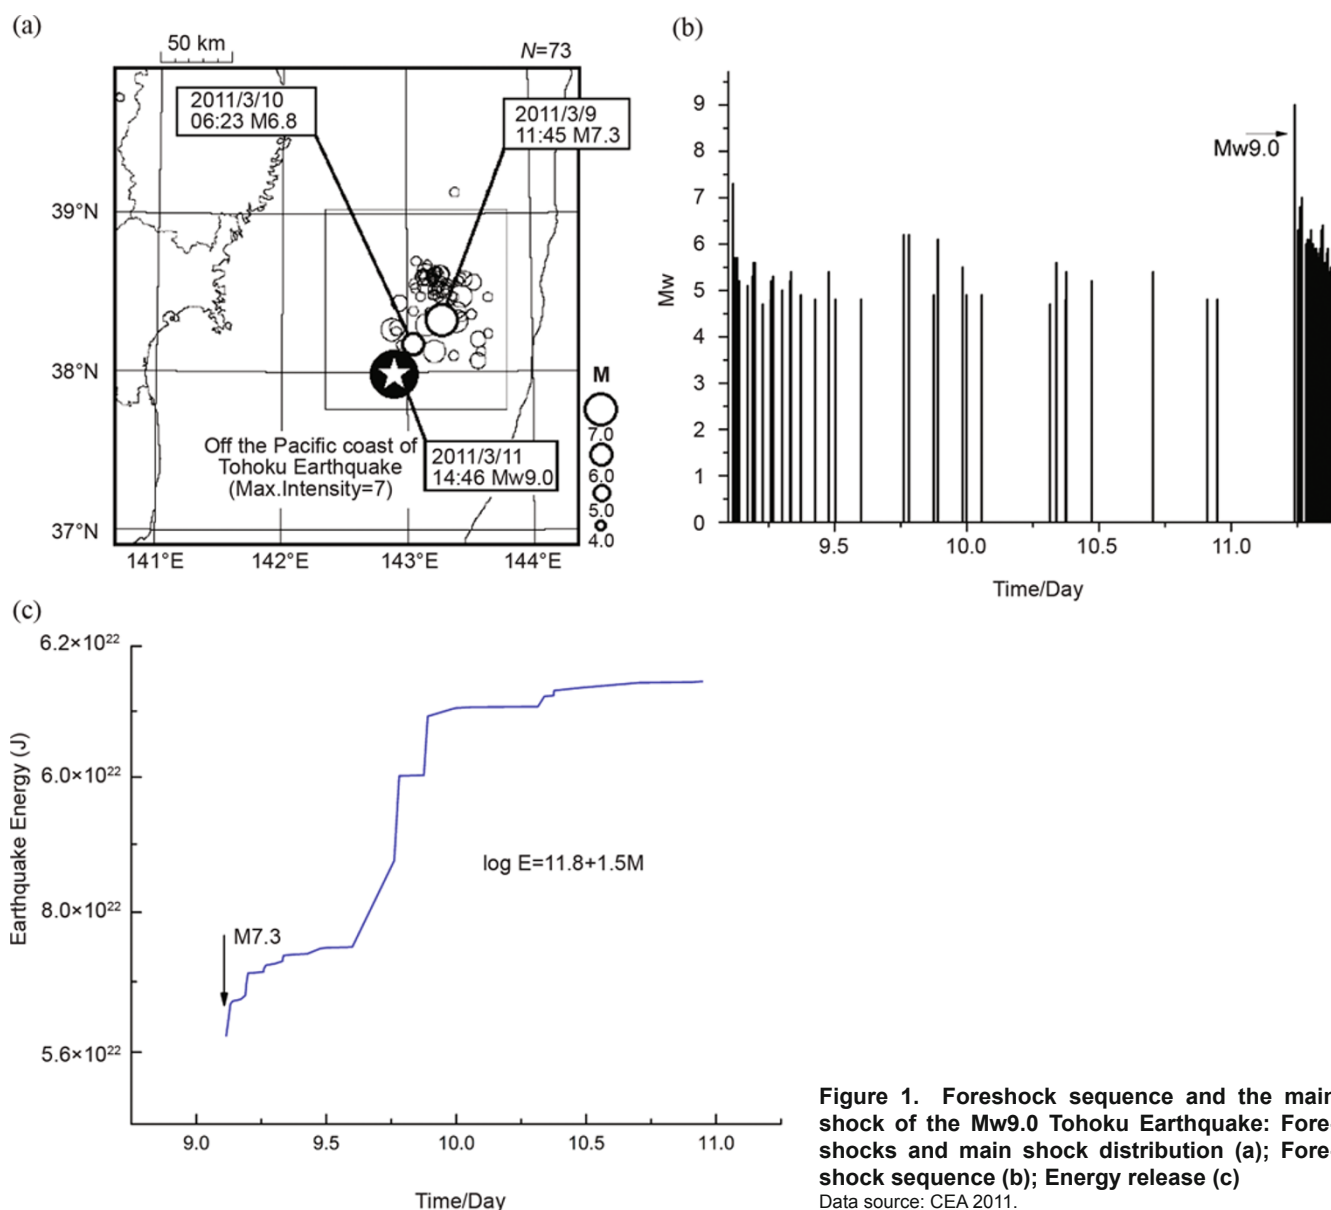 (a)
50 km
N=73
2011/3/10
06:23 M6.8
2011/3/9
11:45 M7.3
39°N
38°N
37°N
Off the Pacific coast of
Tohoku Earthquake
(Max.Intensity=7)
2011/3/11
14:46 Mw9.0
M
7.0
6.0
5.0
4.0
141°E
142°E
143°E
144°E
(b)
9
8
7
6
5
4
3
2
1
0
Mw
Mw9.0
9.5
10.0
10.5
11.0
Time/Day
(c)
6.2×10²²
6.0×10²²
8.0×10²²
5.6×10²²
Earthquake Energy (J)
M7.3
log E=11.8+1.5M
9.0
9.5
10.0
10.5
11.0
Time/Day
Figure 1. Foreshock sequence and the main
shock of the Mw9.0 Tohoku Earthquake: Fore-
shocks and main shock distribution (a); Fore-
shock sequence (b); Energy release (c)
Data source: CEA 2011.